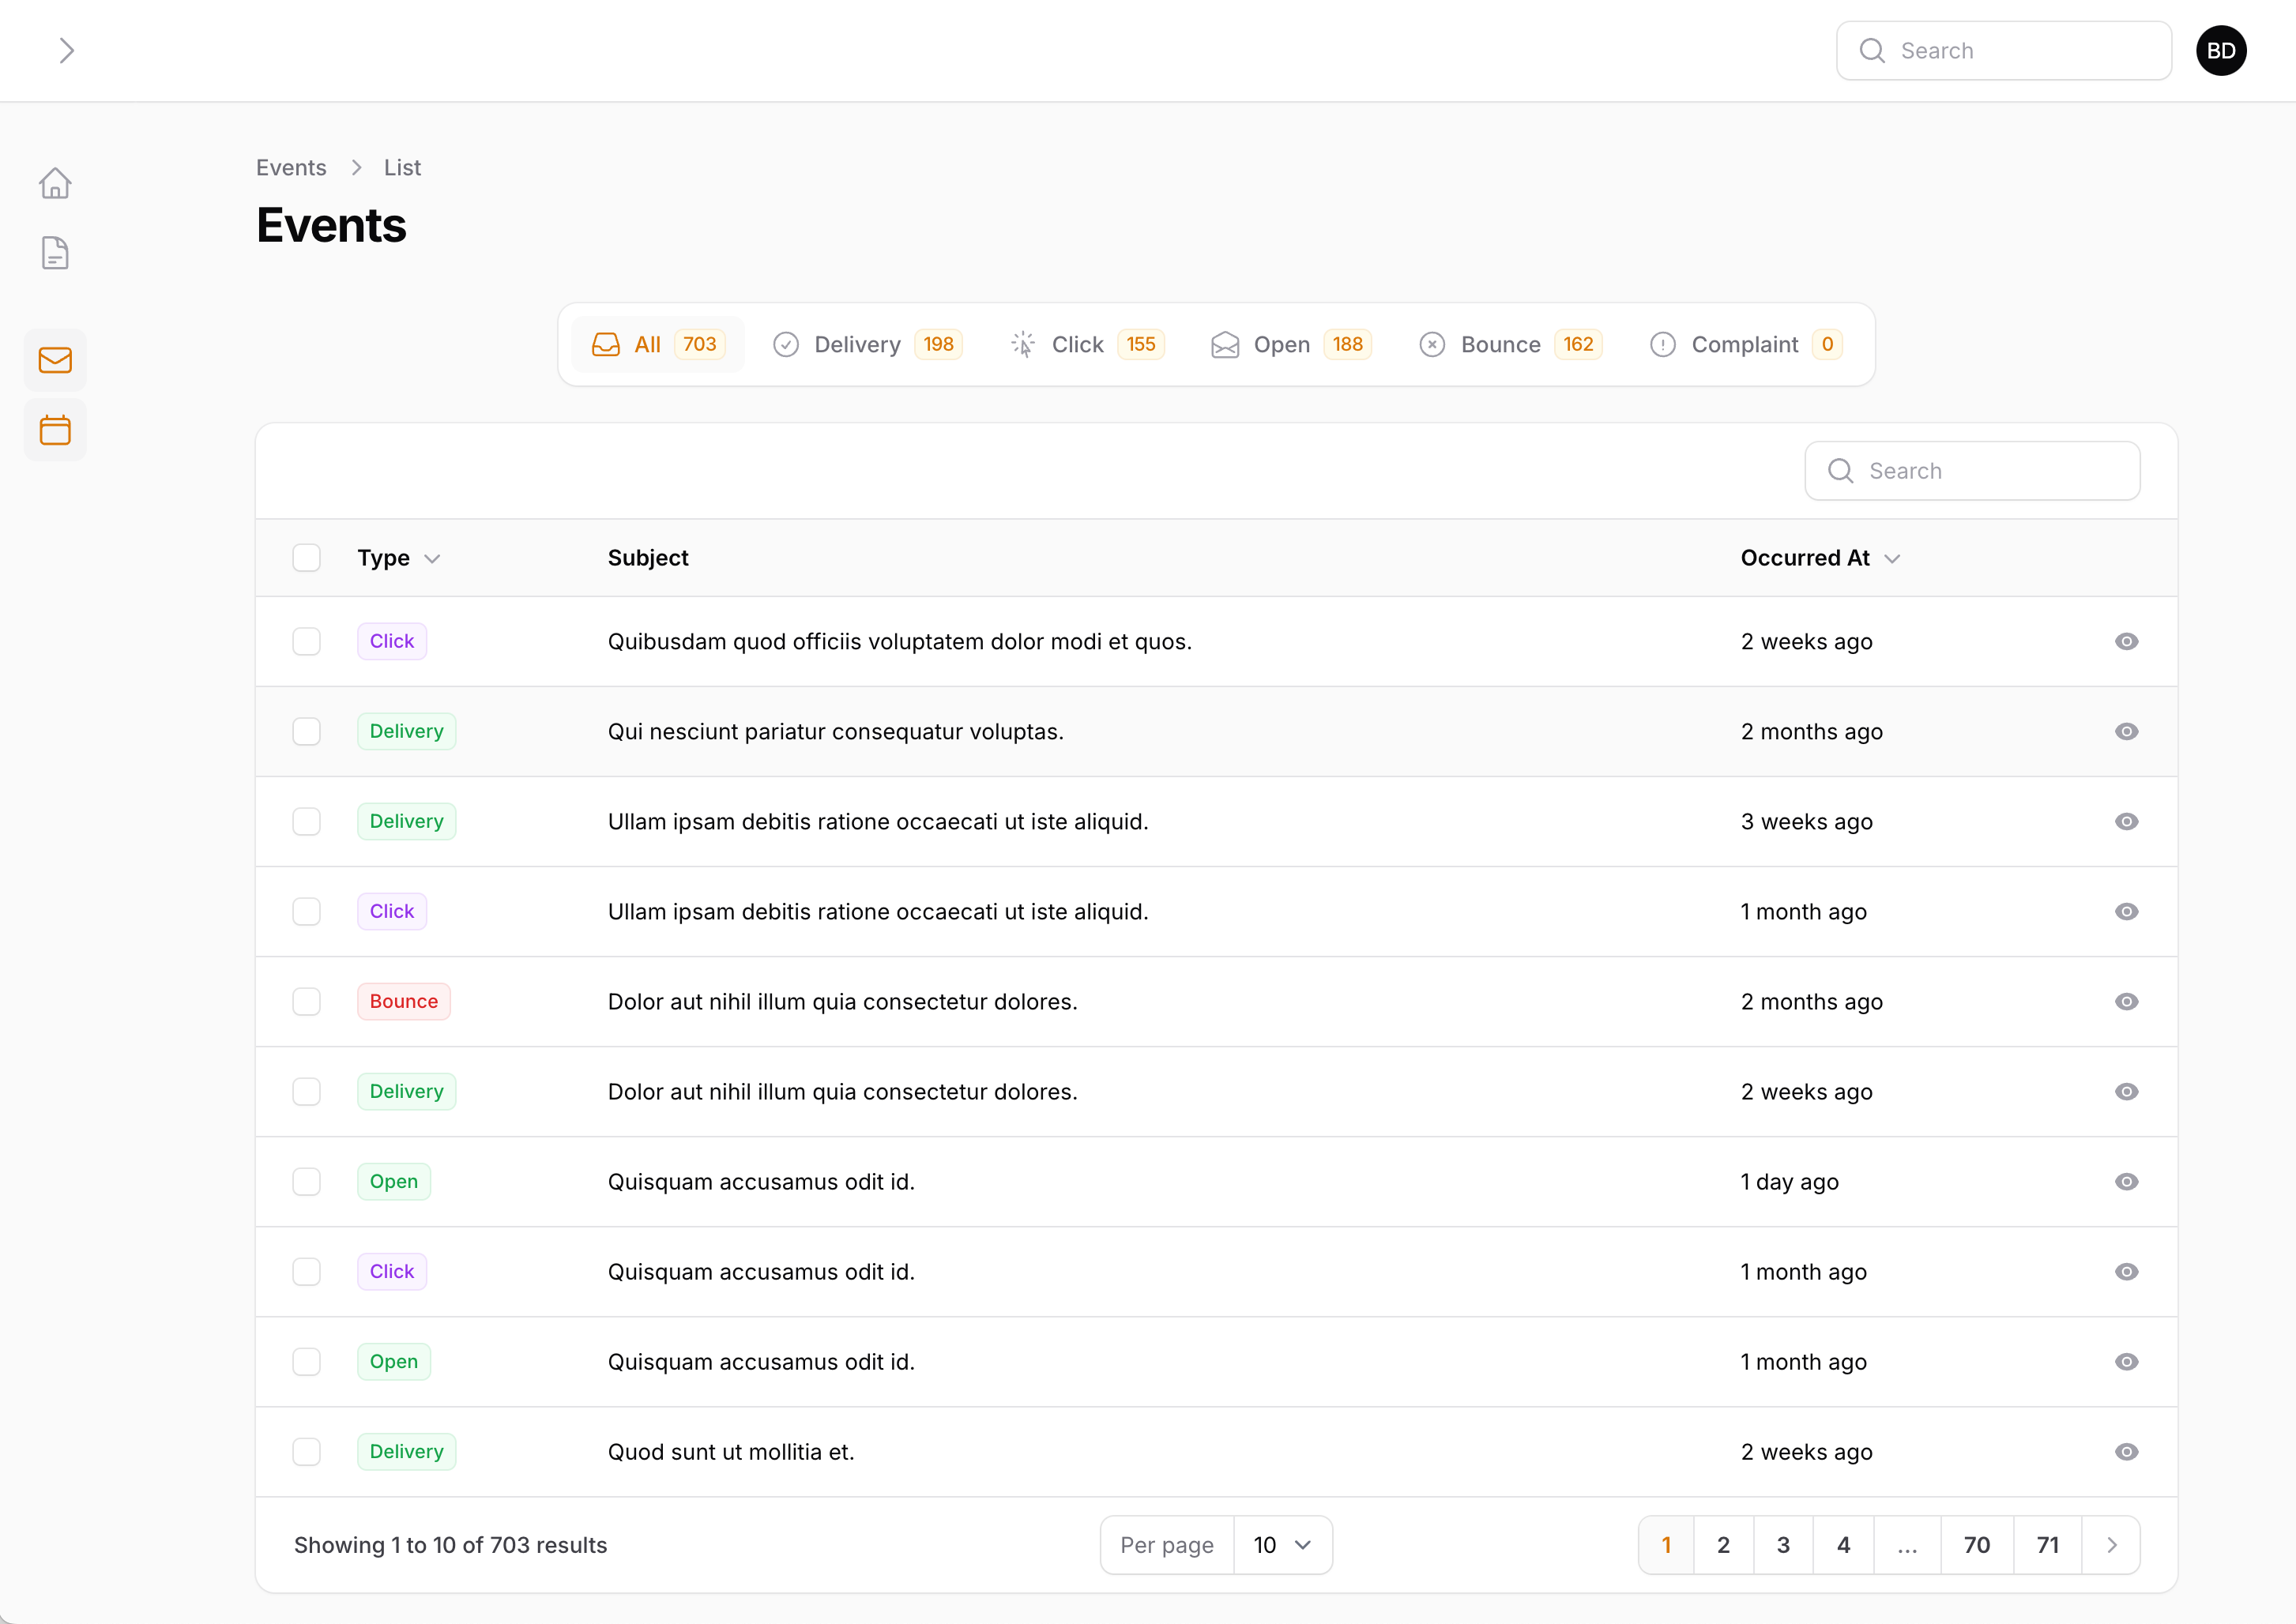 Search
BD
Events > List
Events
All 703 Delivery 198 Click 155 Open 188 Bounce 162 Complaint 0
Search
Type Subject Occurred At
Click Quibusdam quod officiis voluptatem dolor modi et quos. 2 weeks ago
Delivery Qui nesciunt pariatur consequatur voluptas. 2 months ago
Delivery Ullam ipsam debitis ratione occaecati ut iste aliquid. 3 weeks ago
Click Ullam ipsam debitis ratione occaecati ut iste aliquid. 1 month ago
Bounce Dolor aut nihil illum quia consectetur dolores. 2 months ago
Delivery Dolor aut nihil illum quia consectetur dolores. 2 weeks ago
Open Quisquam accusamus odit id. 1 day ago
Click Quisquam accusamus odit id. 1 month ago
Open Quisquam accusamus odit id. 1 month ago
Delivery Quod sunt ut mollitia et. 2 weeks ago
Showing 1 to 10 of 703 results Per page 10 1 2 3 4 ... 70 71